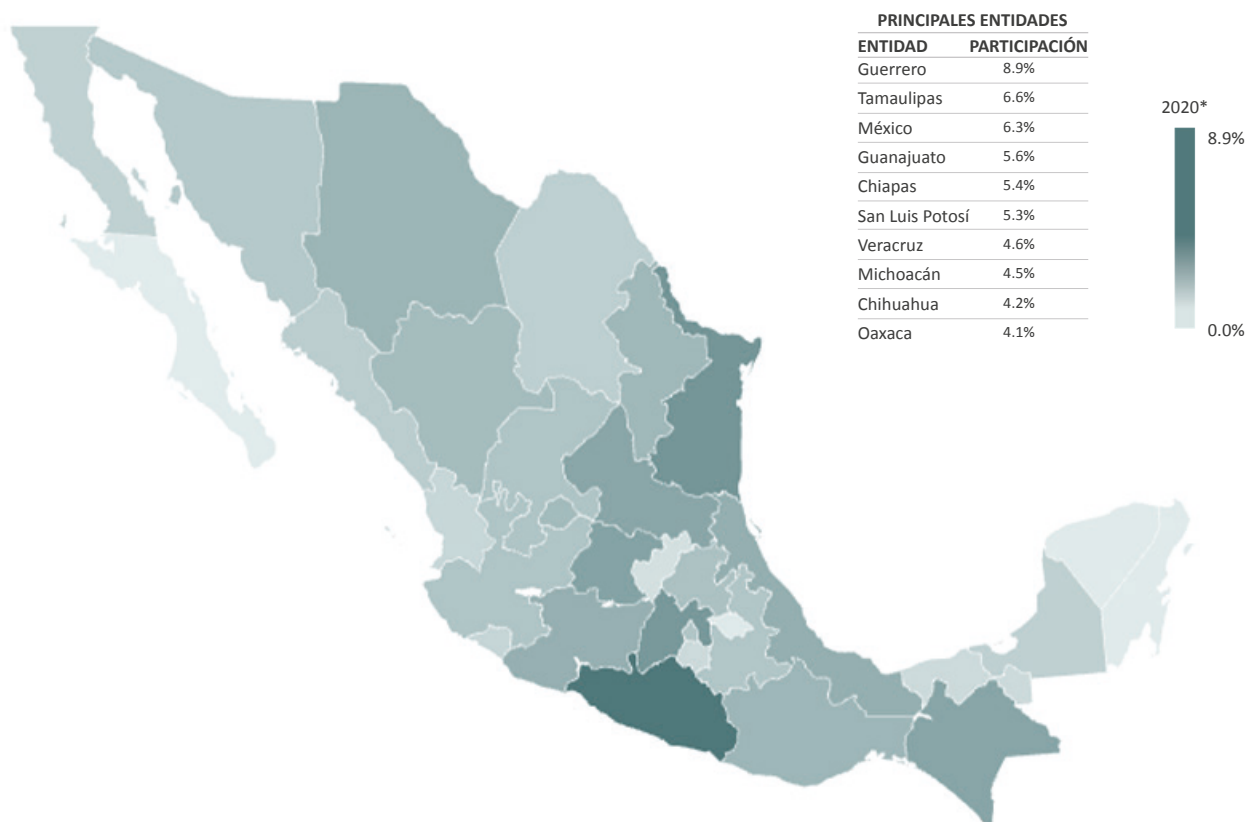 PRINCIPALES ENTIDADES
ENTIDAD PARTICIPACIÓN
Guerrero 8.9%
Tamaulipas 6.6%
México 6.3%
Guanajuato 5.6%
Chiapas 5.4%
San Luis Potosí 5.3%
Veracruz 4.6%
Michoacán 4.5%
Chihuahua 4.2%
Oaxaca 4.1%
2020*
8.9%
0.0%